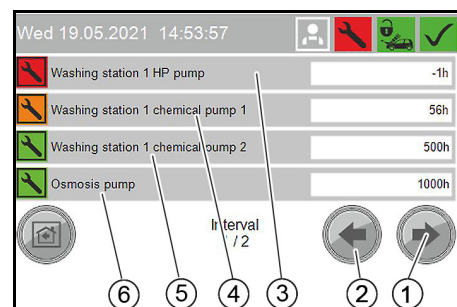 Wed 19.05.2021 14:53:57
Washing station 1 HP pump -1h
Washing station 1 chemical pump 1 56h
Washing station 1 chemical pump 2 500h
Osmosis pump 1000h
Interval
/ 2
6 5 4 3 2 1